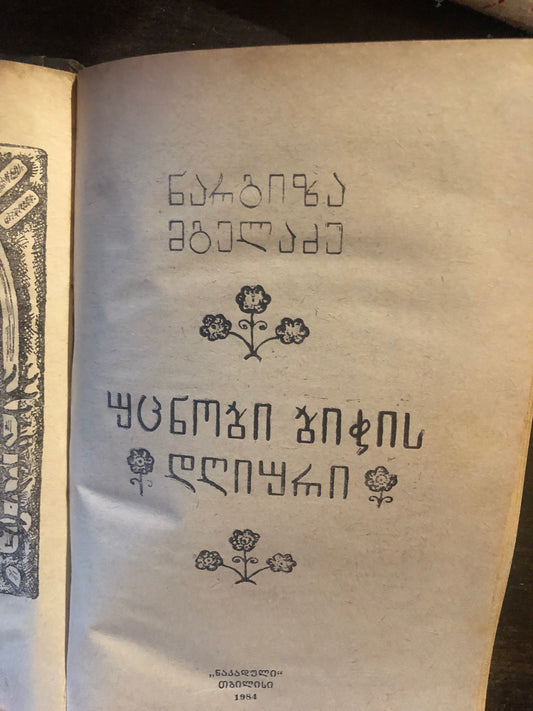 ნარგიზა
მგელაძე
უცნობი ბიჭის
დღიური
„ნაკადული“
თბილისი
1984